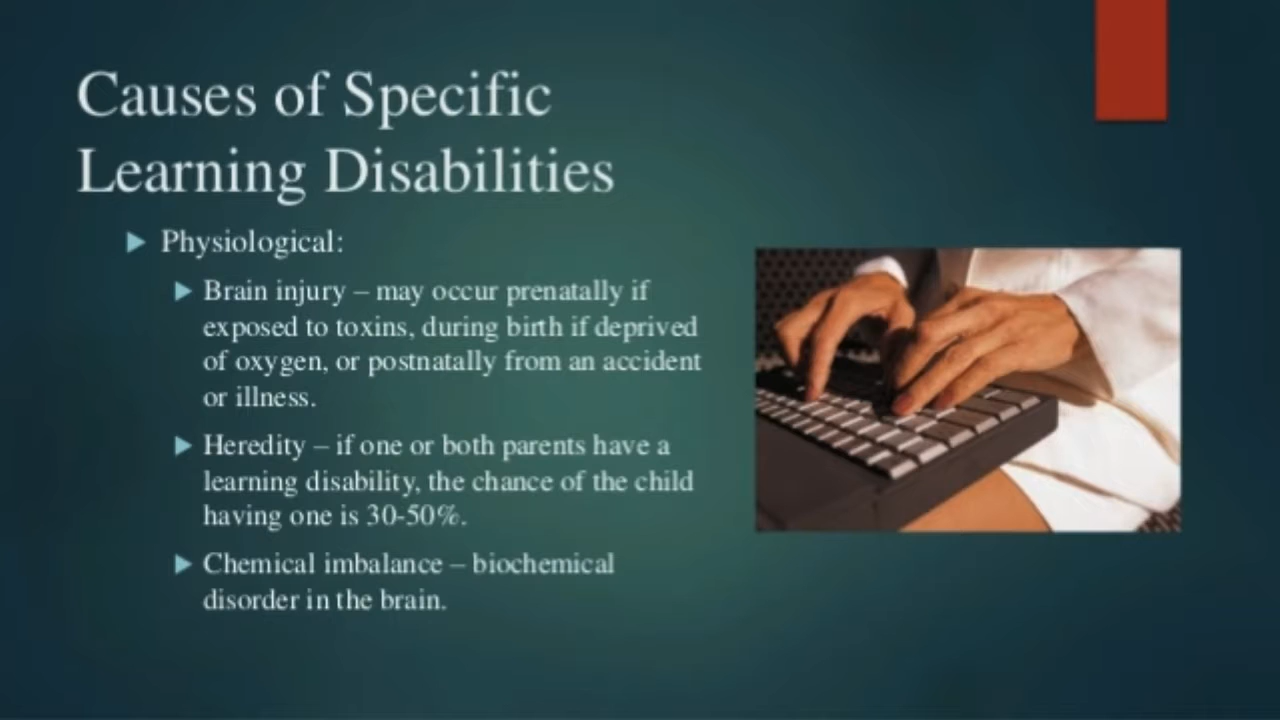 Causes of Specific
Learning Disabilities
Physiological:
Brain injury – may occur prenatally if
exposed to toxins, during birth if deprived
of oxygen, or postnatally from an accident
or illness.
Heredity – if one or both parents have a
learning disability, the chance of the child
having one is 30-50%.
Chemical imbalance – biochemical
disorder in the brain.